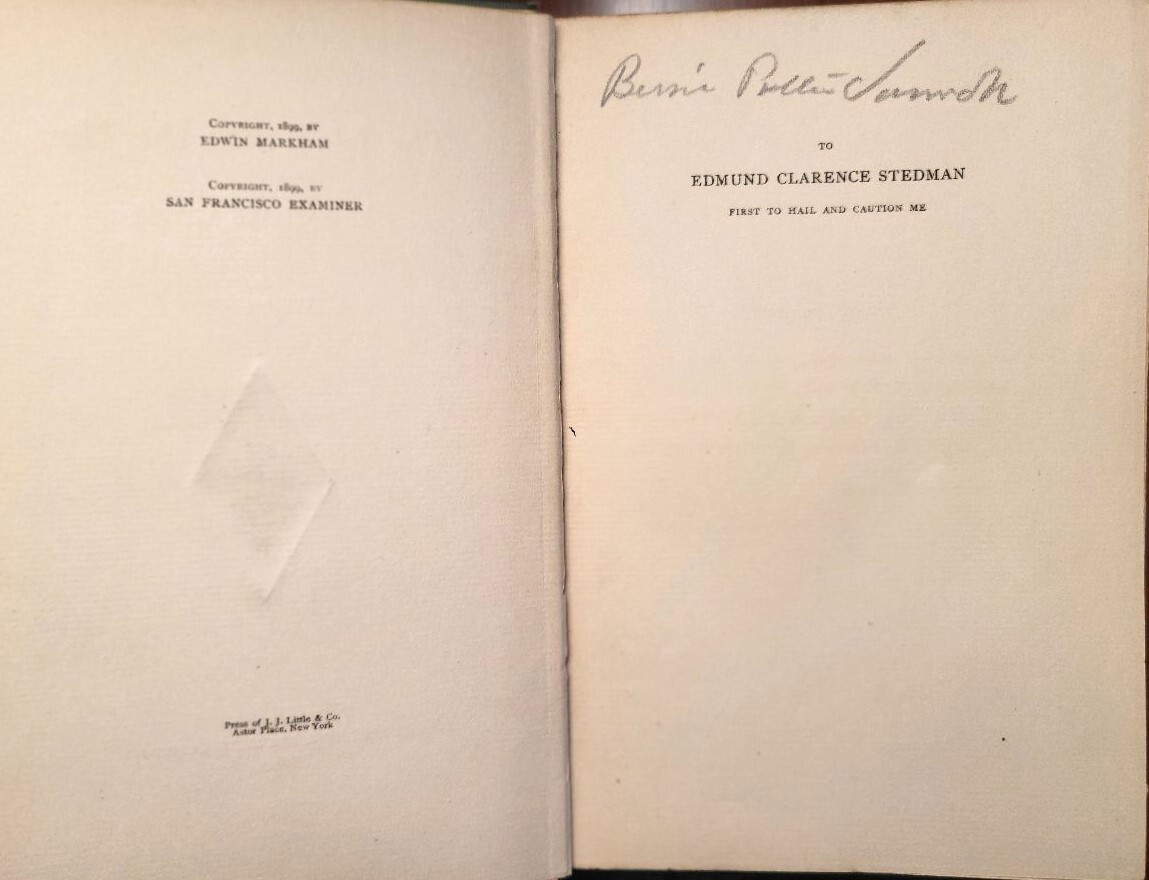 COPYRIGHT, 1899, BY
EDWIN MARKHAM
COPYRIGHT, 1899, BY
SAN FRANCISCO EXAMINER
Press of J. J. Little & Co.
Astor Place, New York
TO
EDMUND CLARENCE STEDMAN
FIRST TO HAIL AND CAUTION ME